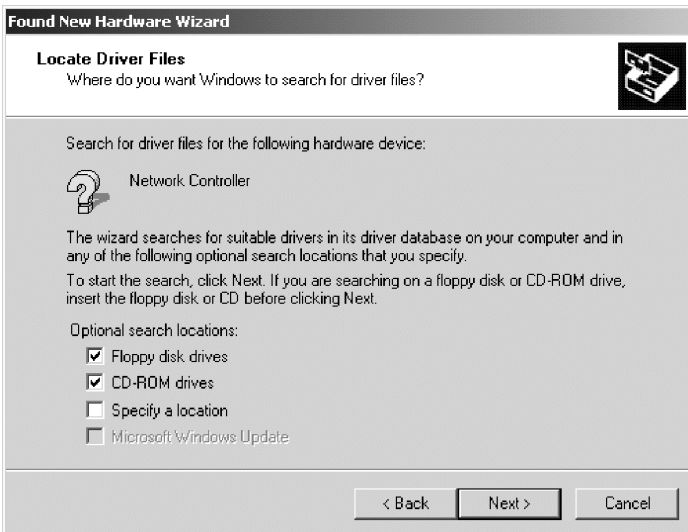 Found New Hardware Wizard
Locate Driver Files
Where do you want Windows to search for driver files?
Search for driver files for the following hardware device:
Network Controller
The wizard searches for suitable drivers in its driver database on your computer and in
any of the following optional search locations that you specify.
To start the search, click Next. If you are searching on a floppy disk or CD-ROM drive,
insert the floppy disk or CD before clicking Next.
Optional search locations:
Floppy disk drives
CD-ROM drives
Specify a location
Microsoft Windows Update
< Back Next > Cancel